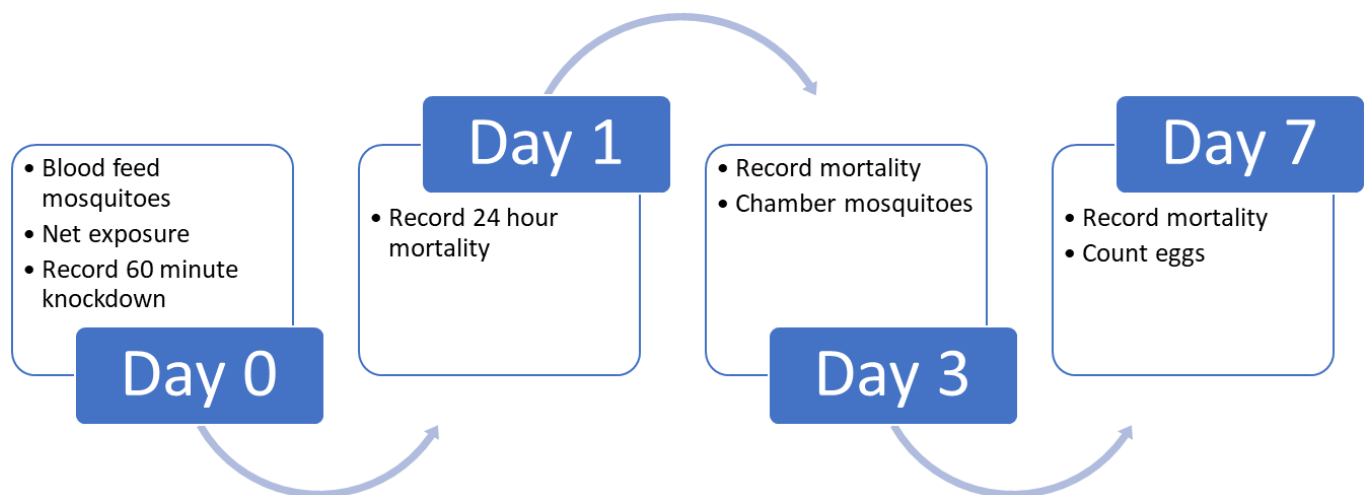 • Blood feed
mosquitoes
• Net exposure
• Record 60 minute
knockdown
Day 0
Day 1
• Record 24 hour
mortality
• Record mortality
• Chamber mosquitoes
Day 3
Day 7
• Record mortality
• Count eggs